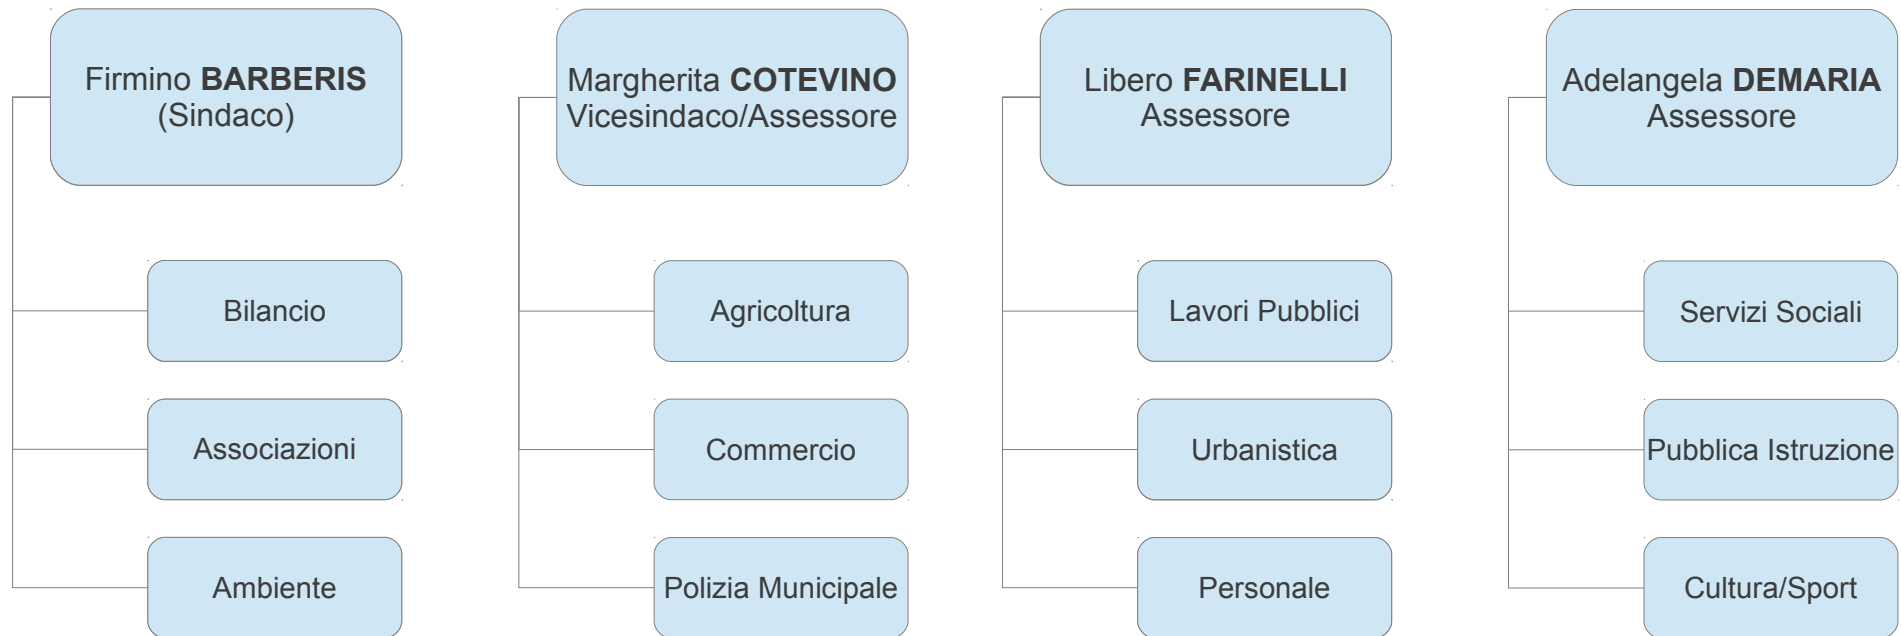 Firmino BARBERIS
(Sindaco)
Bilancio
Associazioni
Ambiente
Margherita COTEVINO
Vicesindaco/Assessore
Agricoltura
Commercio
Polizia Municipale
Libero FARINELLI
Assessore
Lavori Pubblici
Urbanistica
Personale
Adelangela DEMARIA
Assessore
Servizi Sociali
Pubblica Istruzione
Cultura/Sport